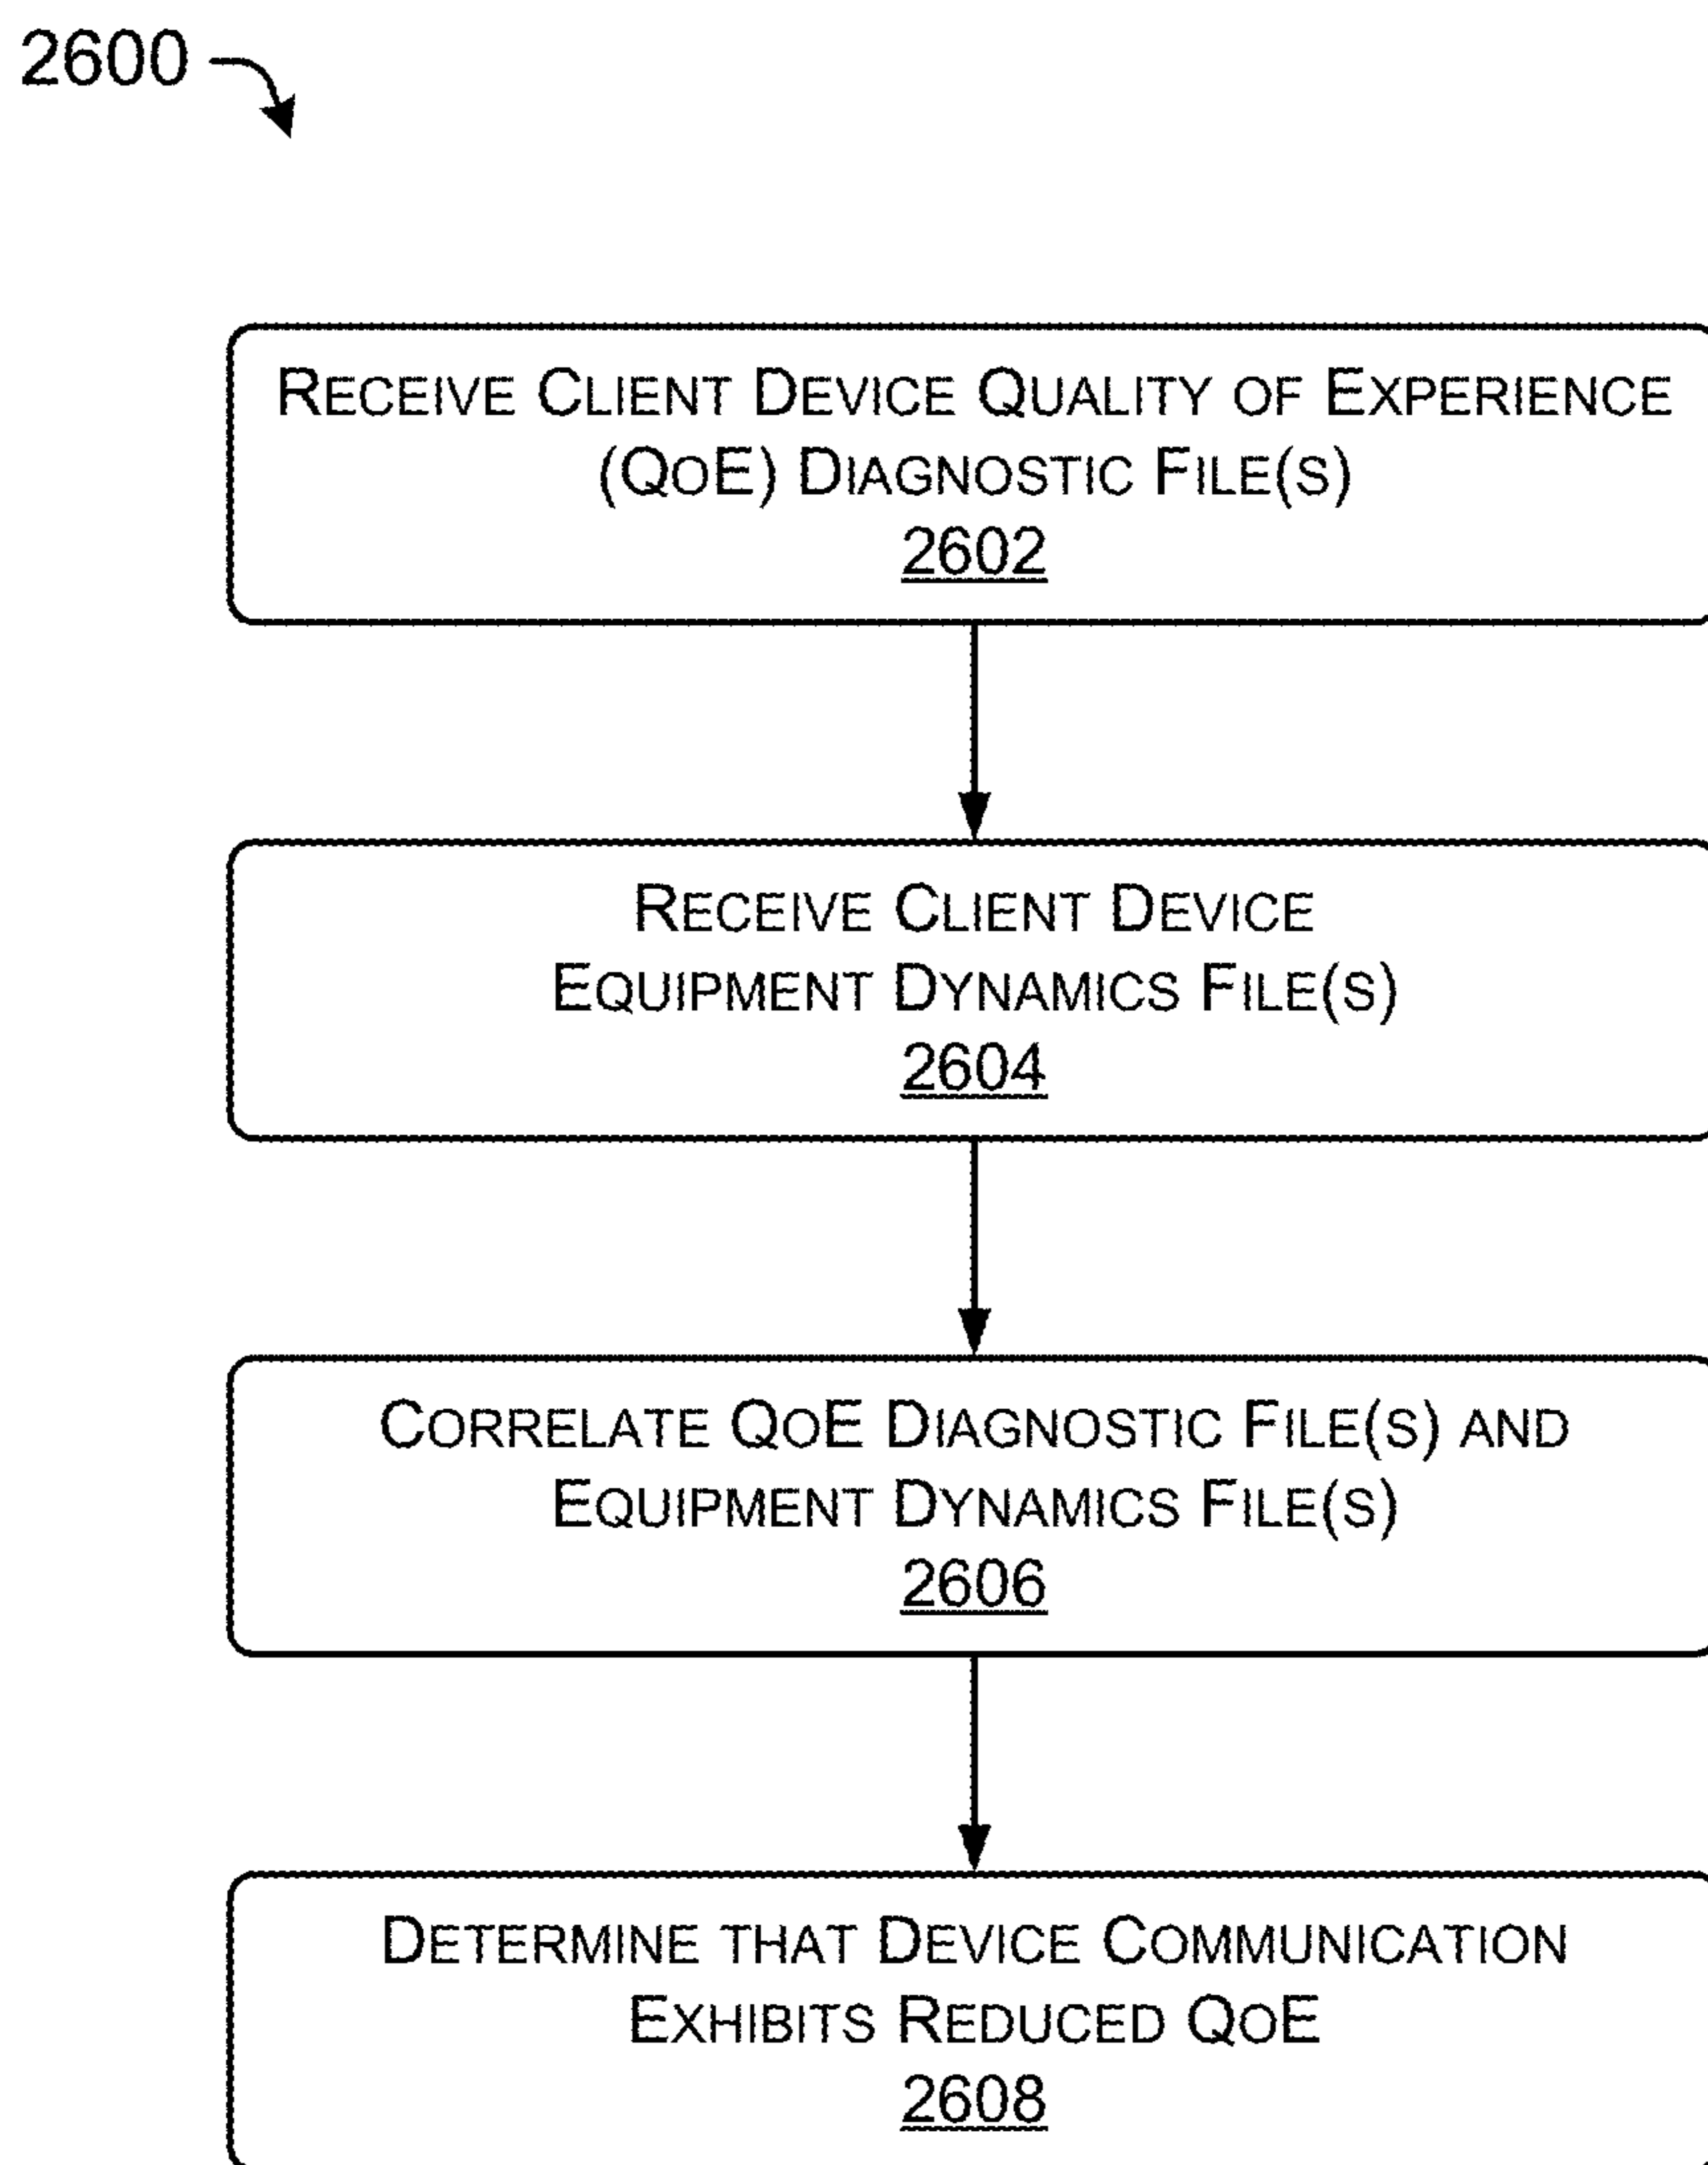 2600
RECEIVE CLIENT DEVICE QUALITY OF EXPERIENCE
(QOE) DIAGNOSTIC FILE(S)
2602
RECEIVE CLIENT DEVICE
EQUIPMENT DYNAMICS FILE(S)
2604
CORRELATE QOE DIAGNOSTIC FILE(S) AND
EQUIPMENT DYNAMICS FILE(S)
2606
DETERMINE THAT DEVICE COMMUNICATION
EXHIBITS REDUCED QOE
2608